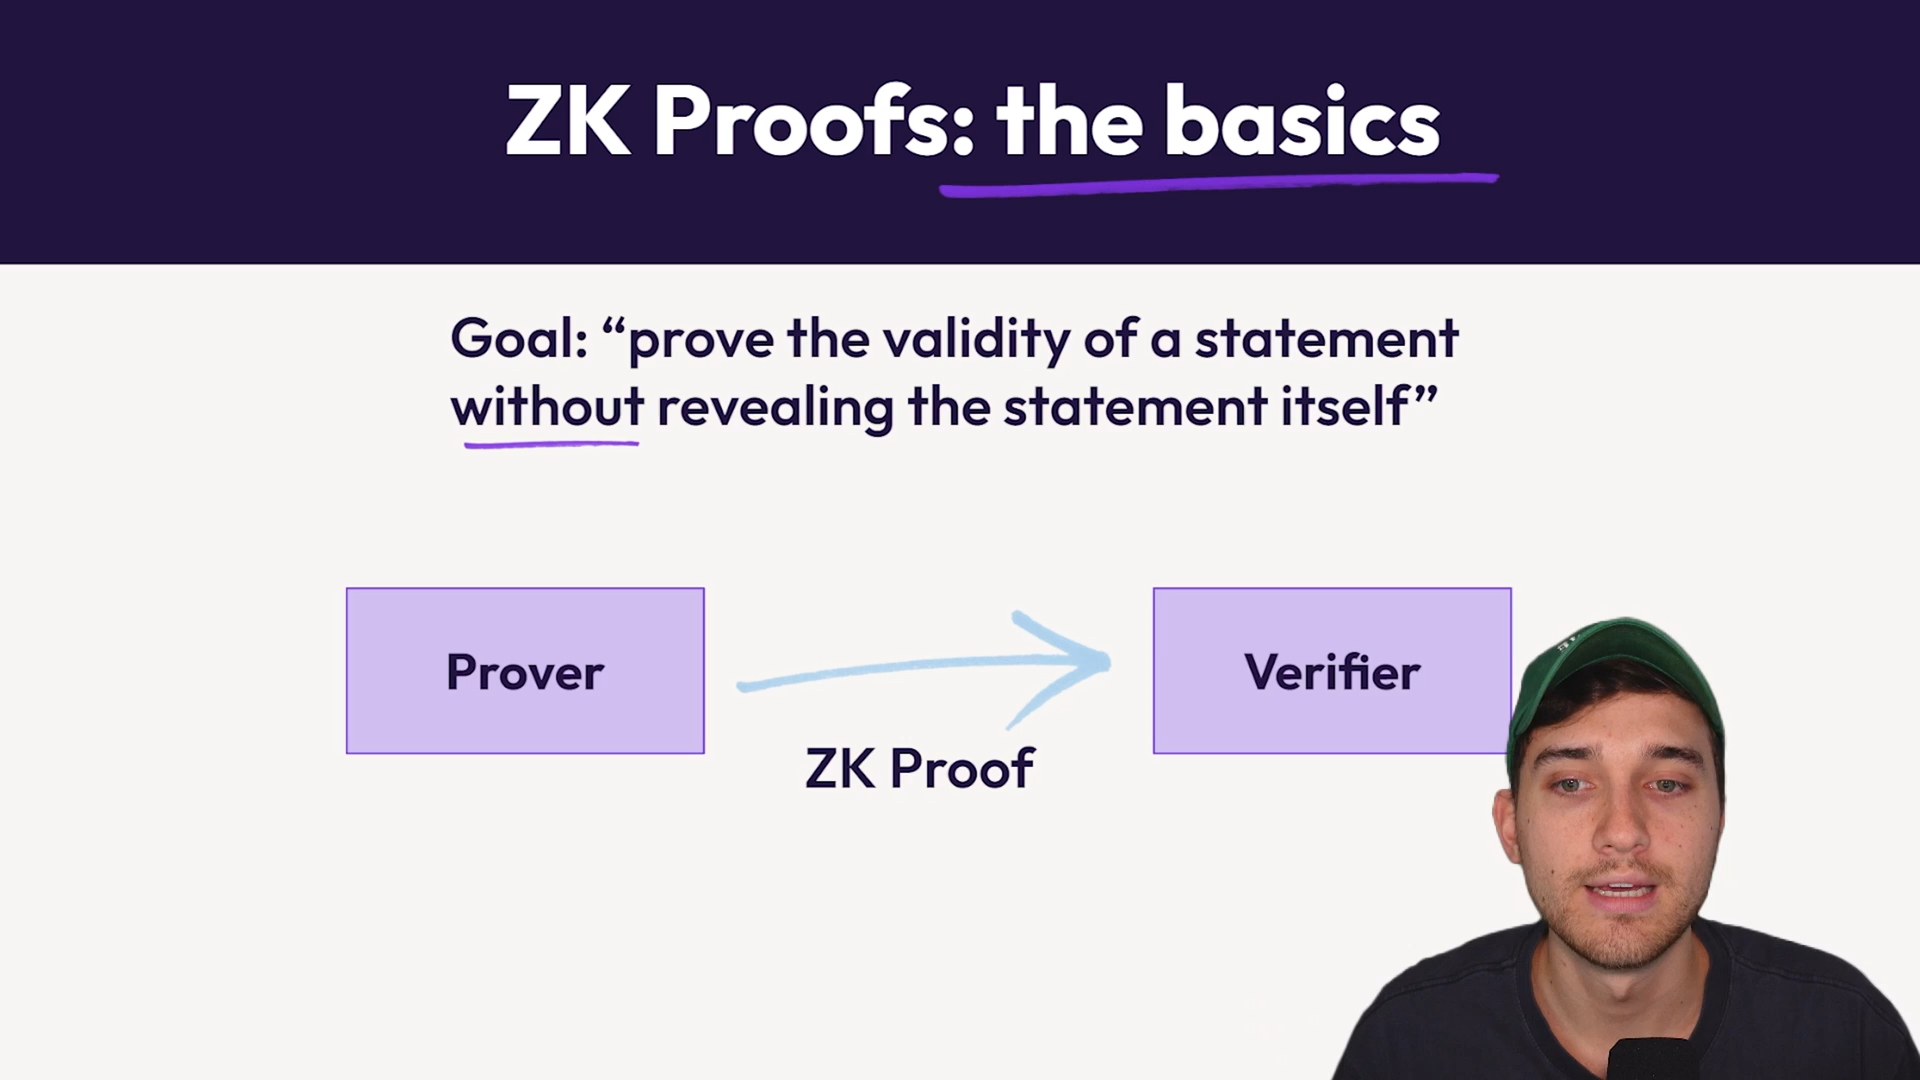 ZK Proofs: the basics
Goal: “prove the validity of a statement
without revealing the statement itself”
Prover
Verifier
ZK Proof